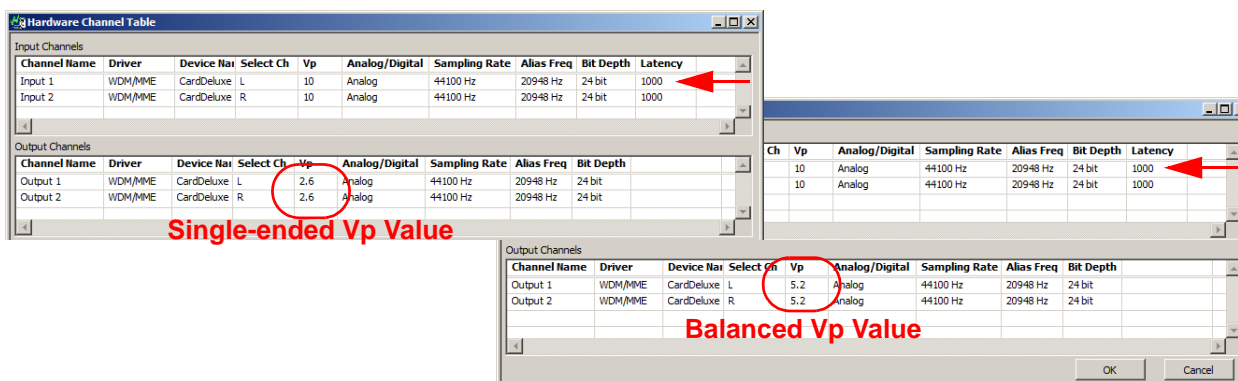 Hardware Channel Table
Input Channels
Channel Name Driver Device Nar Select Ch Vp Analog/Digital Sampling Rate Alias Freq Bit Depth Latency
Input 1 WDM/MME CardDeluxe L 10 Analog 44100 Hz 20948 Hz 24 bit 1000
Input 2 WDM/MME CardDeluxe R 10 Analog 44100 Hz 20948 Hz 24 bit 1000
Output Channels
Channel Name Driver Device Nar Select Ch Vp Analog/Digital Sampling Rate Alias Freq Bit Depth
Output 1 WDM/MME CardDeluxe L 2.6 Analog 44100 Hz 20948 Hz 24 bit
Output 2 WDM/MME CardDeluxe R 2.6 Analog 44100 Hz 20948 Hz 24 bit
Single-ended Vp Value
Ch Vp Analog/Digital Sampling Rate Alias Freq Bit Depth Latency
10 Analog 44100 Hz 20948 Hz 24 bit 1000
10 Analog 44100 Hz 20948 Hz 24 bit 1000
Output Channels
Channel Name Driver Device Nar Select Ch Vp Analog/Digital Sampling Rate Alias Freq Bit Depth
Output 1 WDM/MME CardDeluxe L 5.2 Analog 44100 Hz 20948 Hz 24 bit
Output 2 WDM/MME CardDeluxe R 5.2 Analog 44100 Hz 20948 Hz 24 bit
Balanced Vp Value
OK Cancel